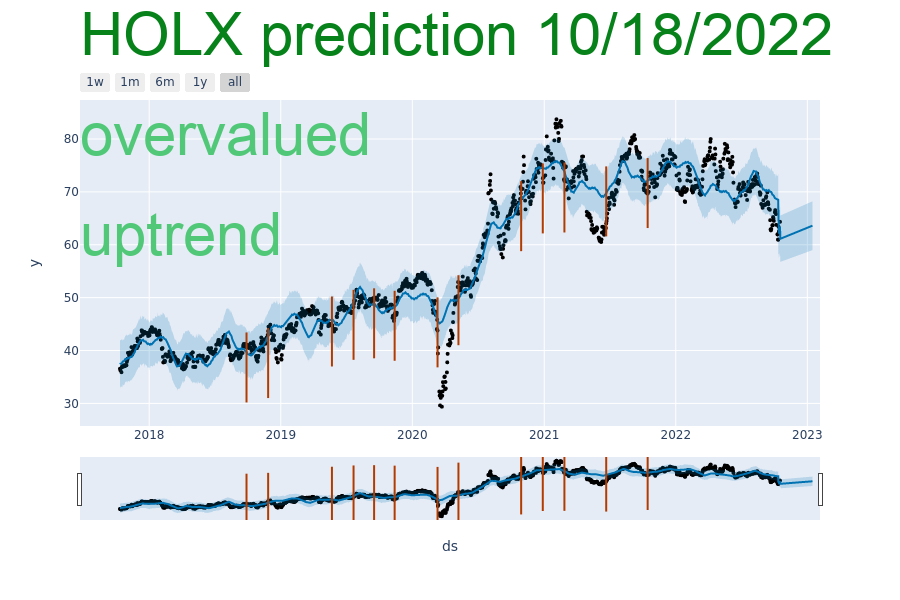 HOLX prediction 10/18/2022
1w 1m 6m 1y all
overvalued
uptrend
80
70
60
50
40
30
y
2018 2019 2020 2021 2022 2023
ds